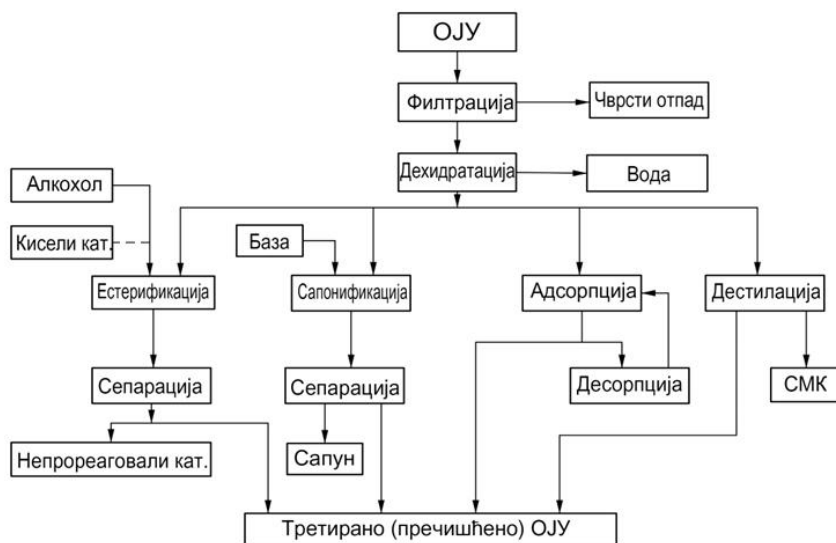 ОЈУ
Филтрација
Чврсти отпад
Дехидратација
Вода
Алкохол
Кисели кат.
База
Естерификација
Сапонификација
Адсорпција
Дестилација
Сепарација
Сепарација
Десорпција
СМК
Непрореаговали кат.
Сапун
Третирано (пречишћено) ОЈУ